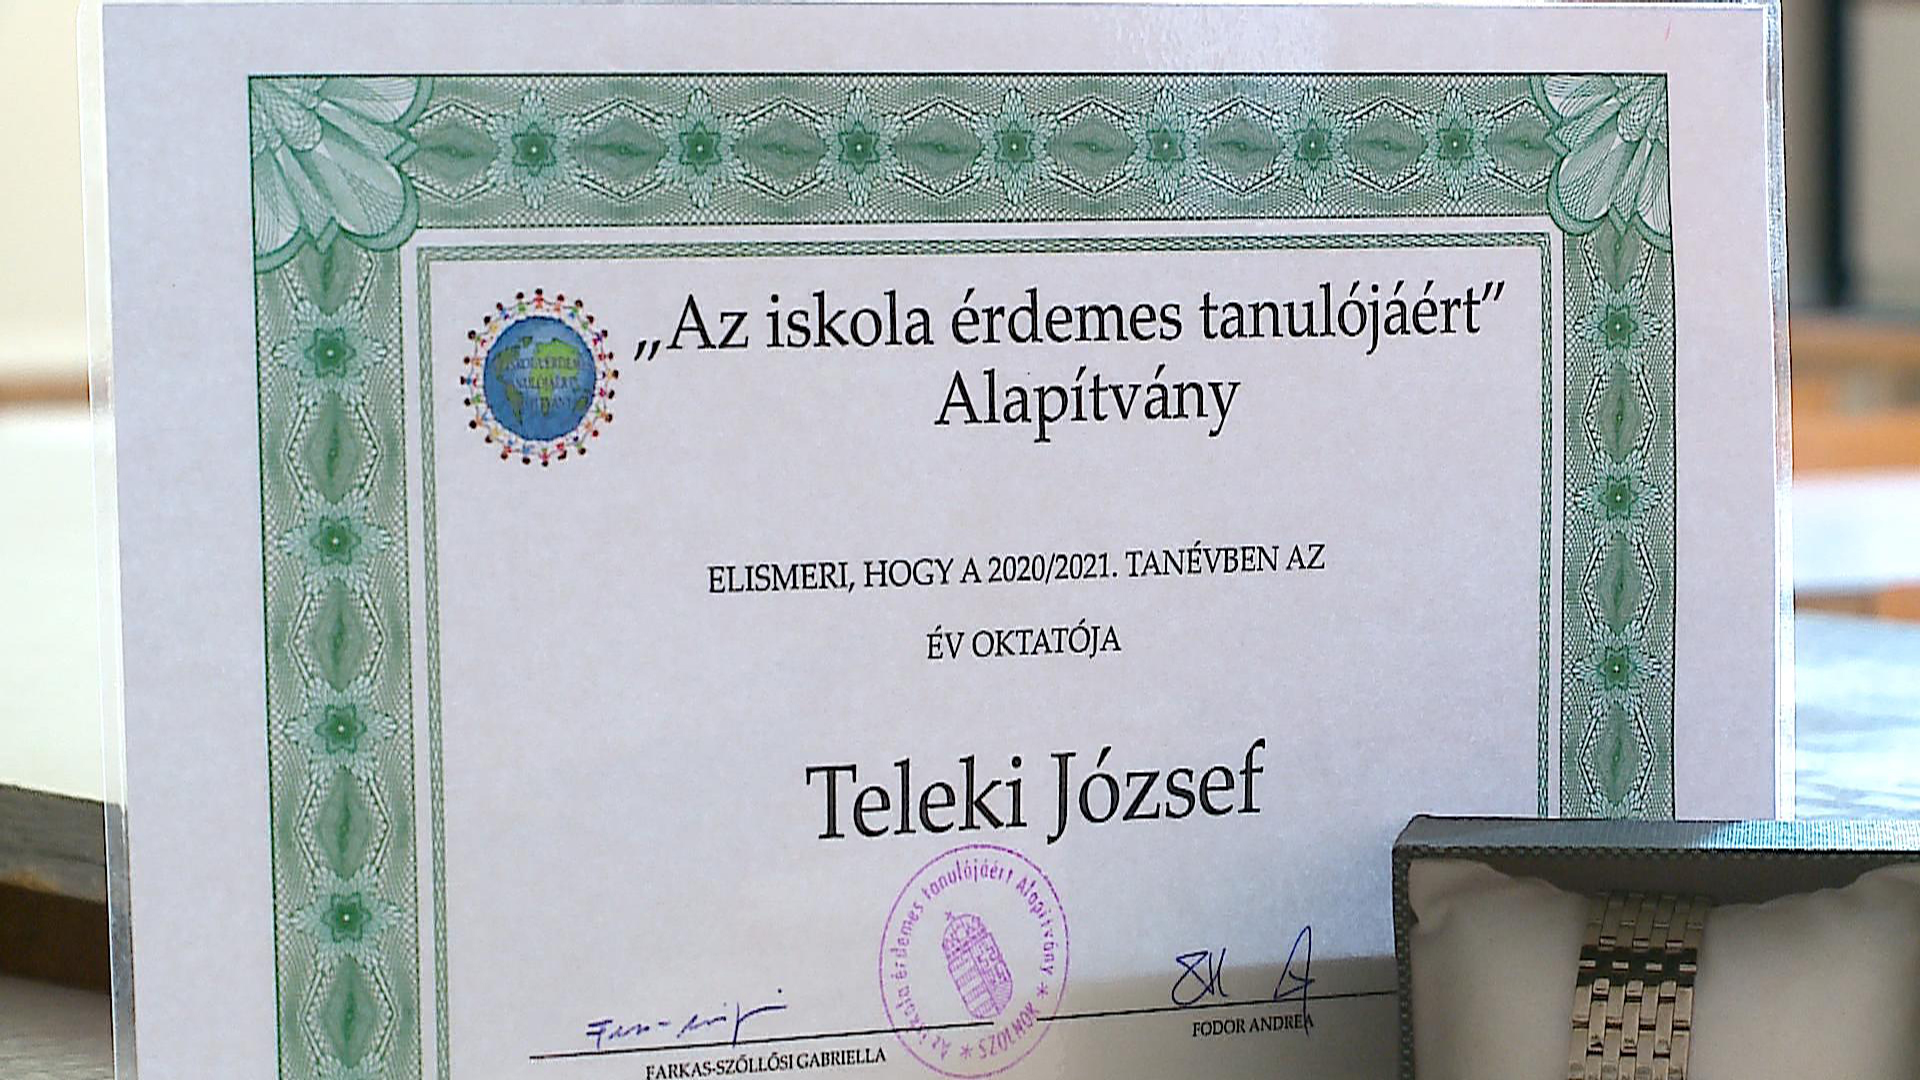 „Az iskola érdemes tanulójáért”
Alapítvány
ELISMERI, HOGY A 2020/2021. TANÉVBEN AZ
ÉV OKTATÓJA
Teleki József
Az iskola érdemes tanulójáért Alapítvány
* SZOLNOK *
FARKAS-SZŐLLŐSI GABRIELLA
FODOR ANDREA